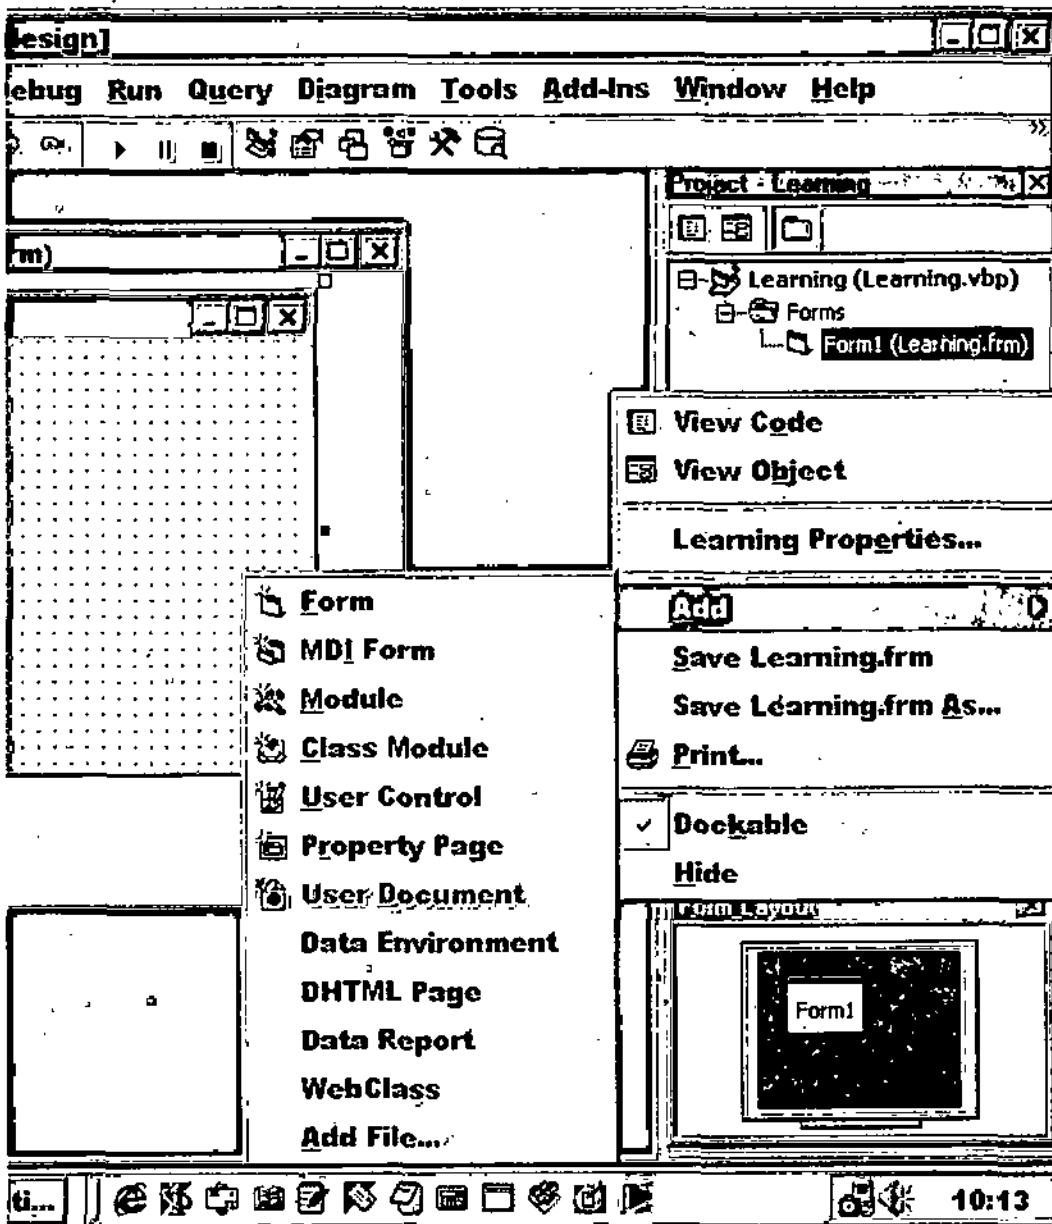 design]
ebug Run Query Diagram Tools Add-Ins Window Help
Project - Learning
rm)
Learning (Learning.vbp)
Forms
Form1 (Learning.frm)
View Code
View Object
Learning Properties...
Add
Save Learning.frm
Save Learning.frm As...
Print...
Dockable
Hide
Form
MDI Form
Module
Class Module
User Control
Property Page
User Document
Data Environment
DHTML Page
Data Report
WebClass
Add File...
Form Layout
Form1
ti...
10:13